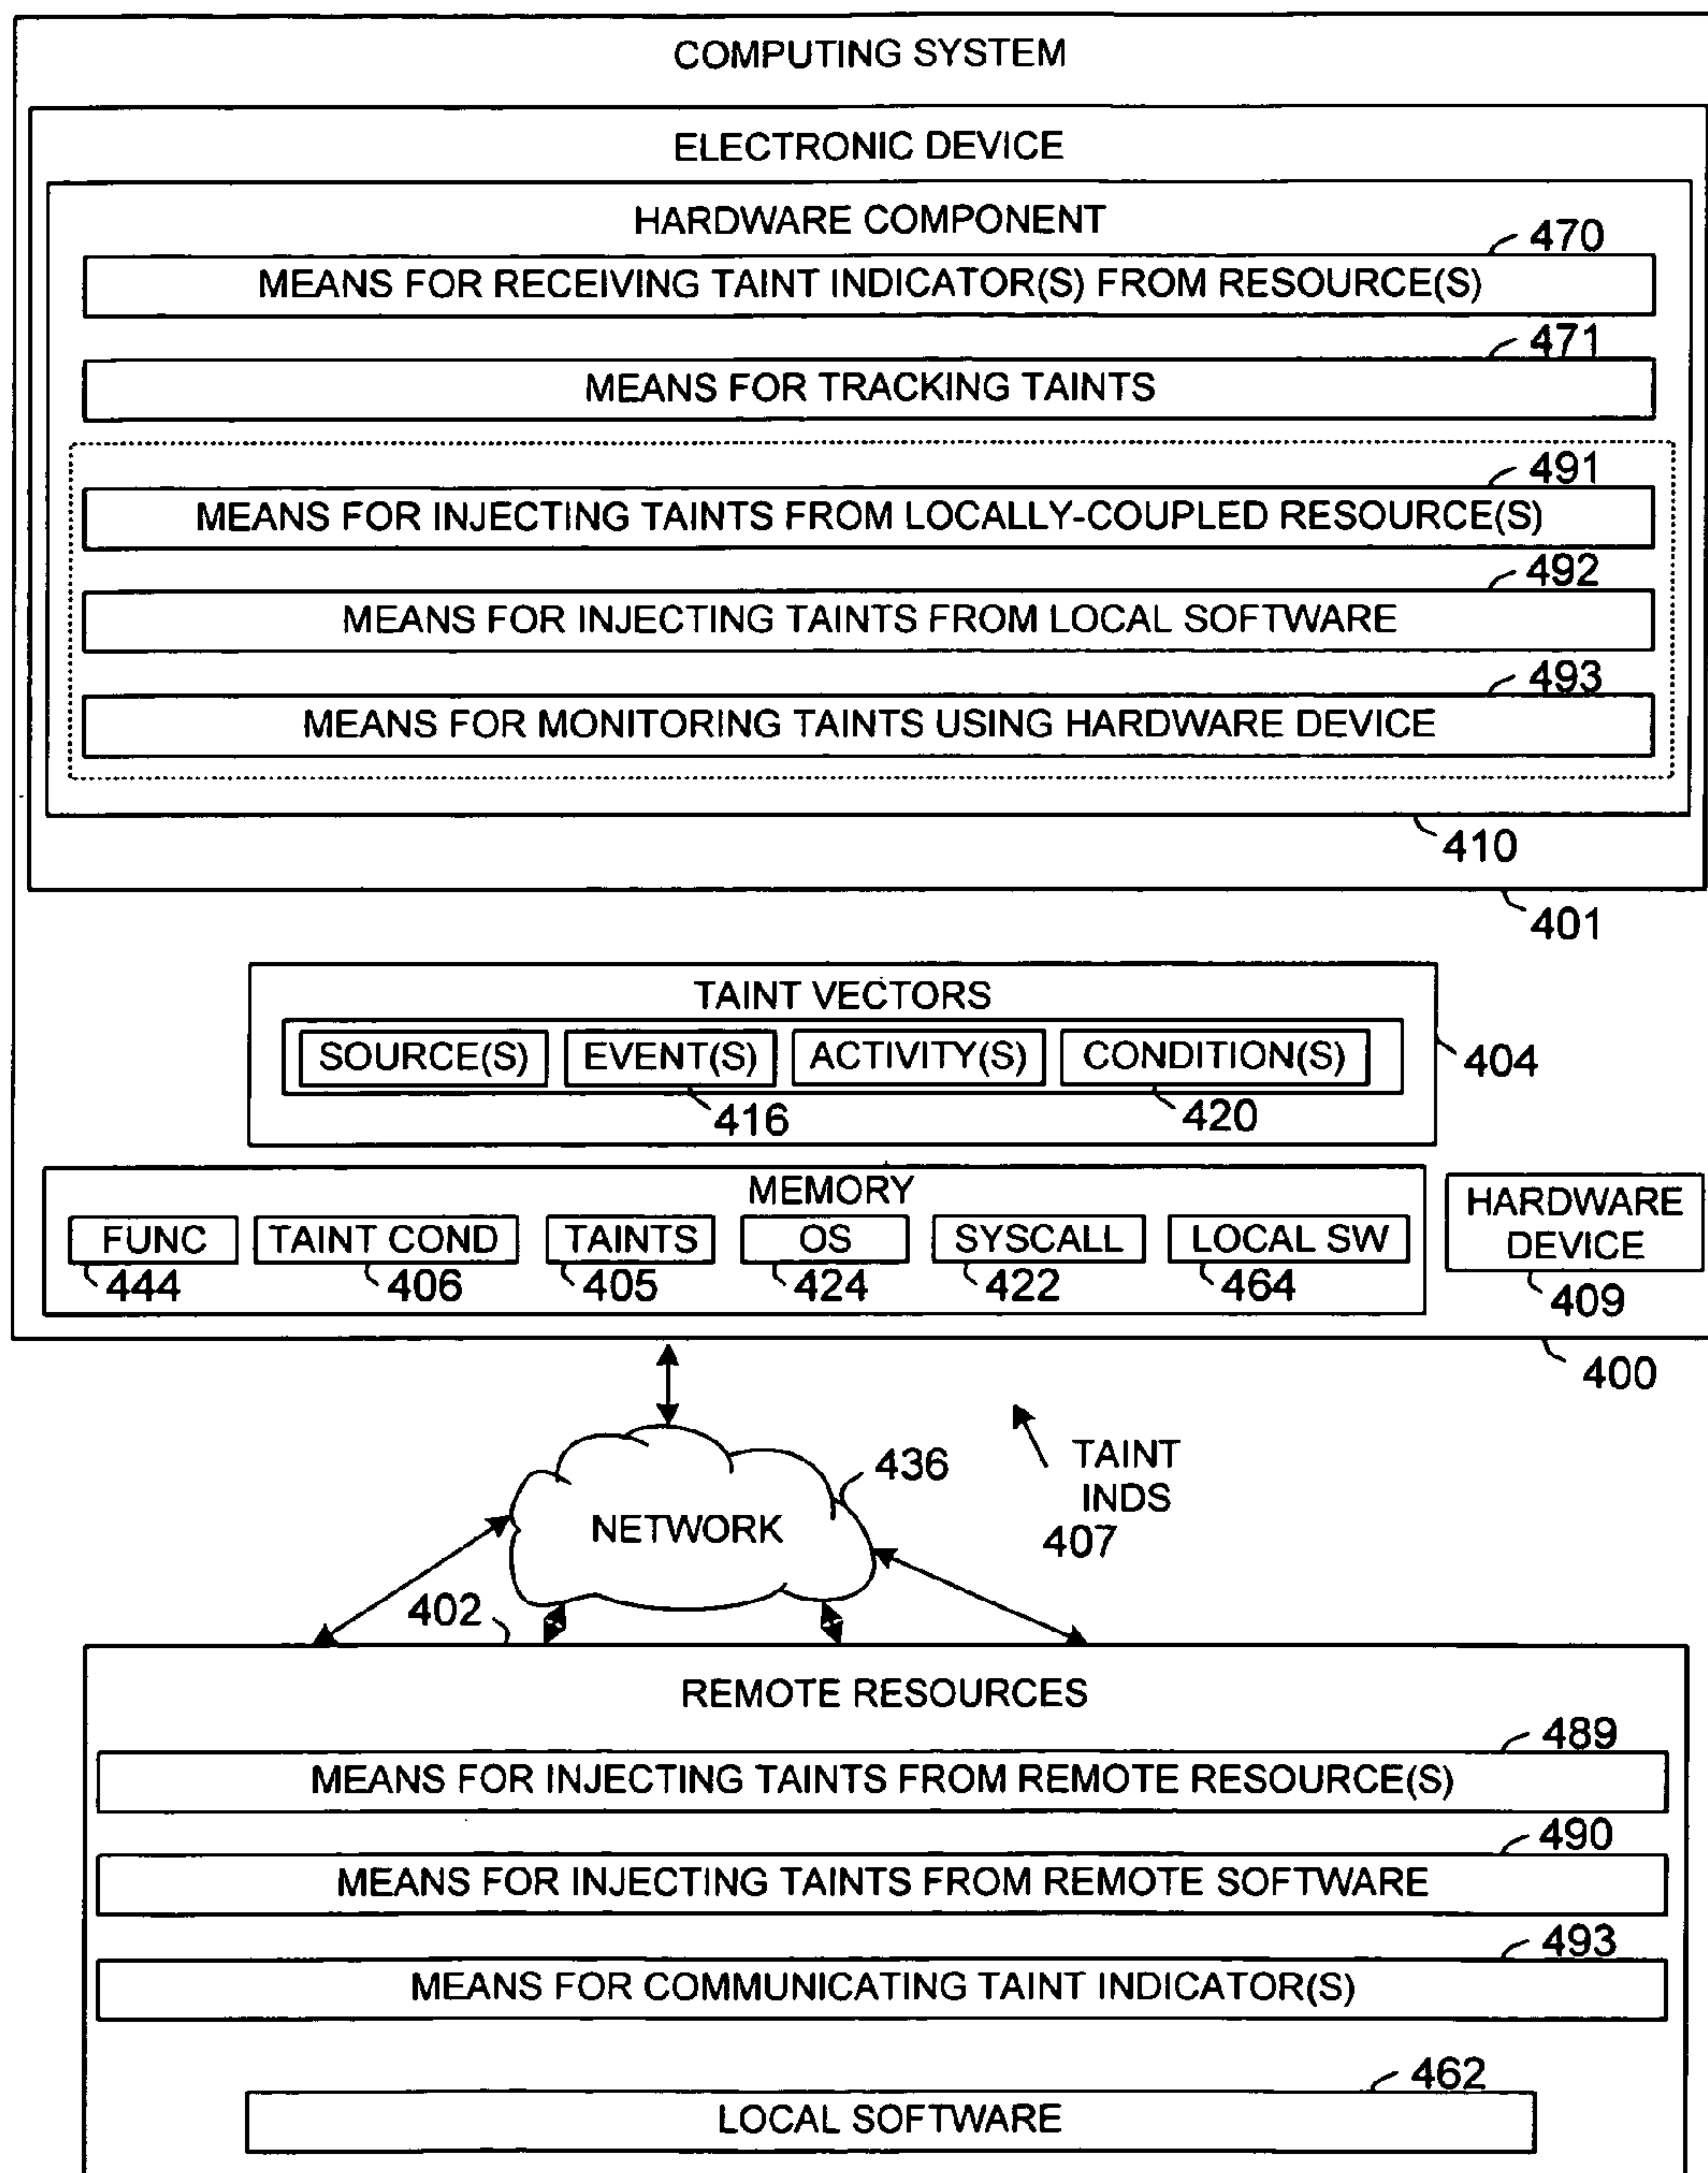 COMPUTING SYSTEM
ELECTRONIC DEVICE
HARDWARE COMPONENT
470
MEANS FOR RECEIVING TAINT INDICATOR(S) FROM RESOURCE(S)
471
MEANS FOR TRACKING TAINTS
491
MEANS FOR INJECTING TAINTS FROM LOCALLY-COUPLED RESOURCE(S)
492
MEANS FOR INJECTING TAINTS FROM LOCAL SOFTWARE
493
MEANS FOR MONITORING TAINTS USING HARDWARE DEVICE
410
401
TAINT VECTORS
SOURCE(S) EVENT(S) ACTIVITY(S) CONDITION(S)
404
416 420
MEMORY
FUNC TAINT COND TAINTS OS SYSCALL LOCAL SW
444 406 405 424 422 464
HARDWARE
DEVICE
409
400
NETWORK
436
TAINT
INDS
407
402
REMOTE RESOURCES
489
MEANS FOR INJECTING TAINTS FROM REMOTE RESOURCE(S)
490
MEANS FOR INJECTING TAINTS FROM REMOTE SOFTWARE
493
MEANS FOR COMMUNICATING TAINT INDICATOR(S)
462
LOCAL SOFTWARE